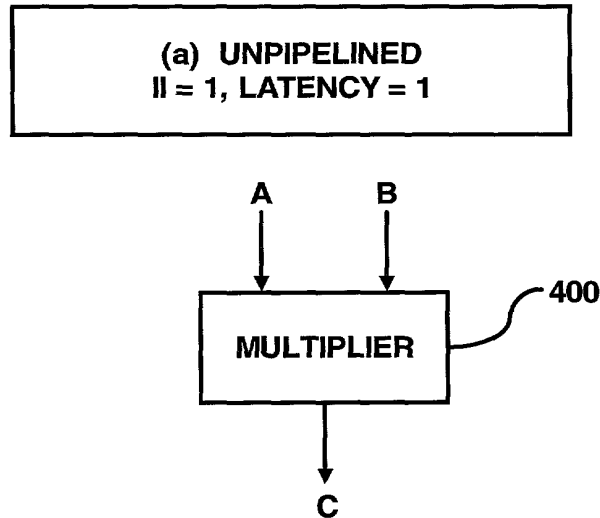 (a) UNPIPELINED
II = 1, LATENCY = 1
A
B
400
MULTIPLIER
C